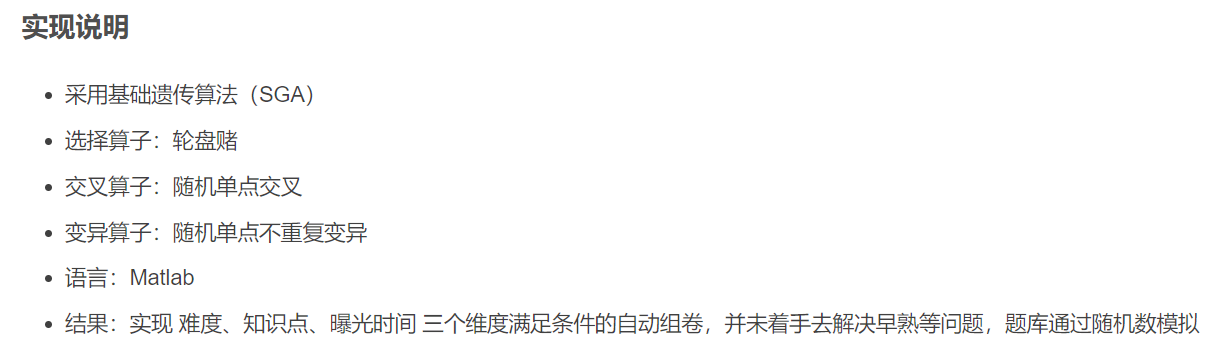 实现说明
采用基础遗传算法（SGA）
选择算子：轮盘赌
交叉算子：随机单点交叉
变异算子：随机单点不重复变异
语言：Matlab
结果：实现 难度、知识点、曝光时间 三个维度满足条件的自动组卷，并未着手去解决早熟等问题，题库通过随机数模拟